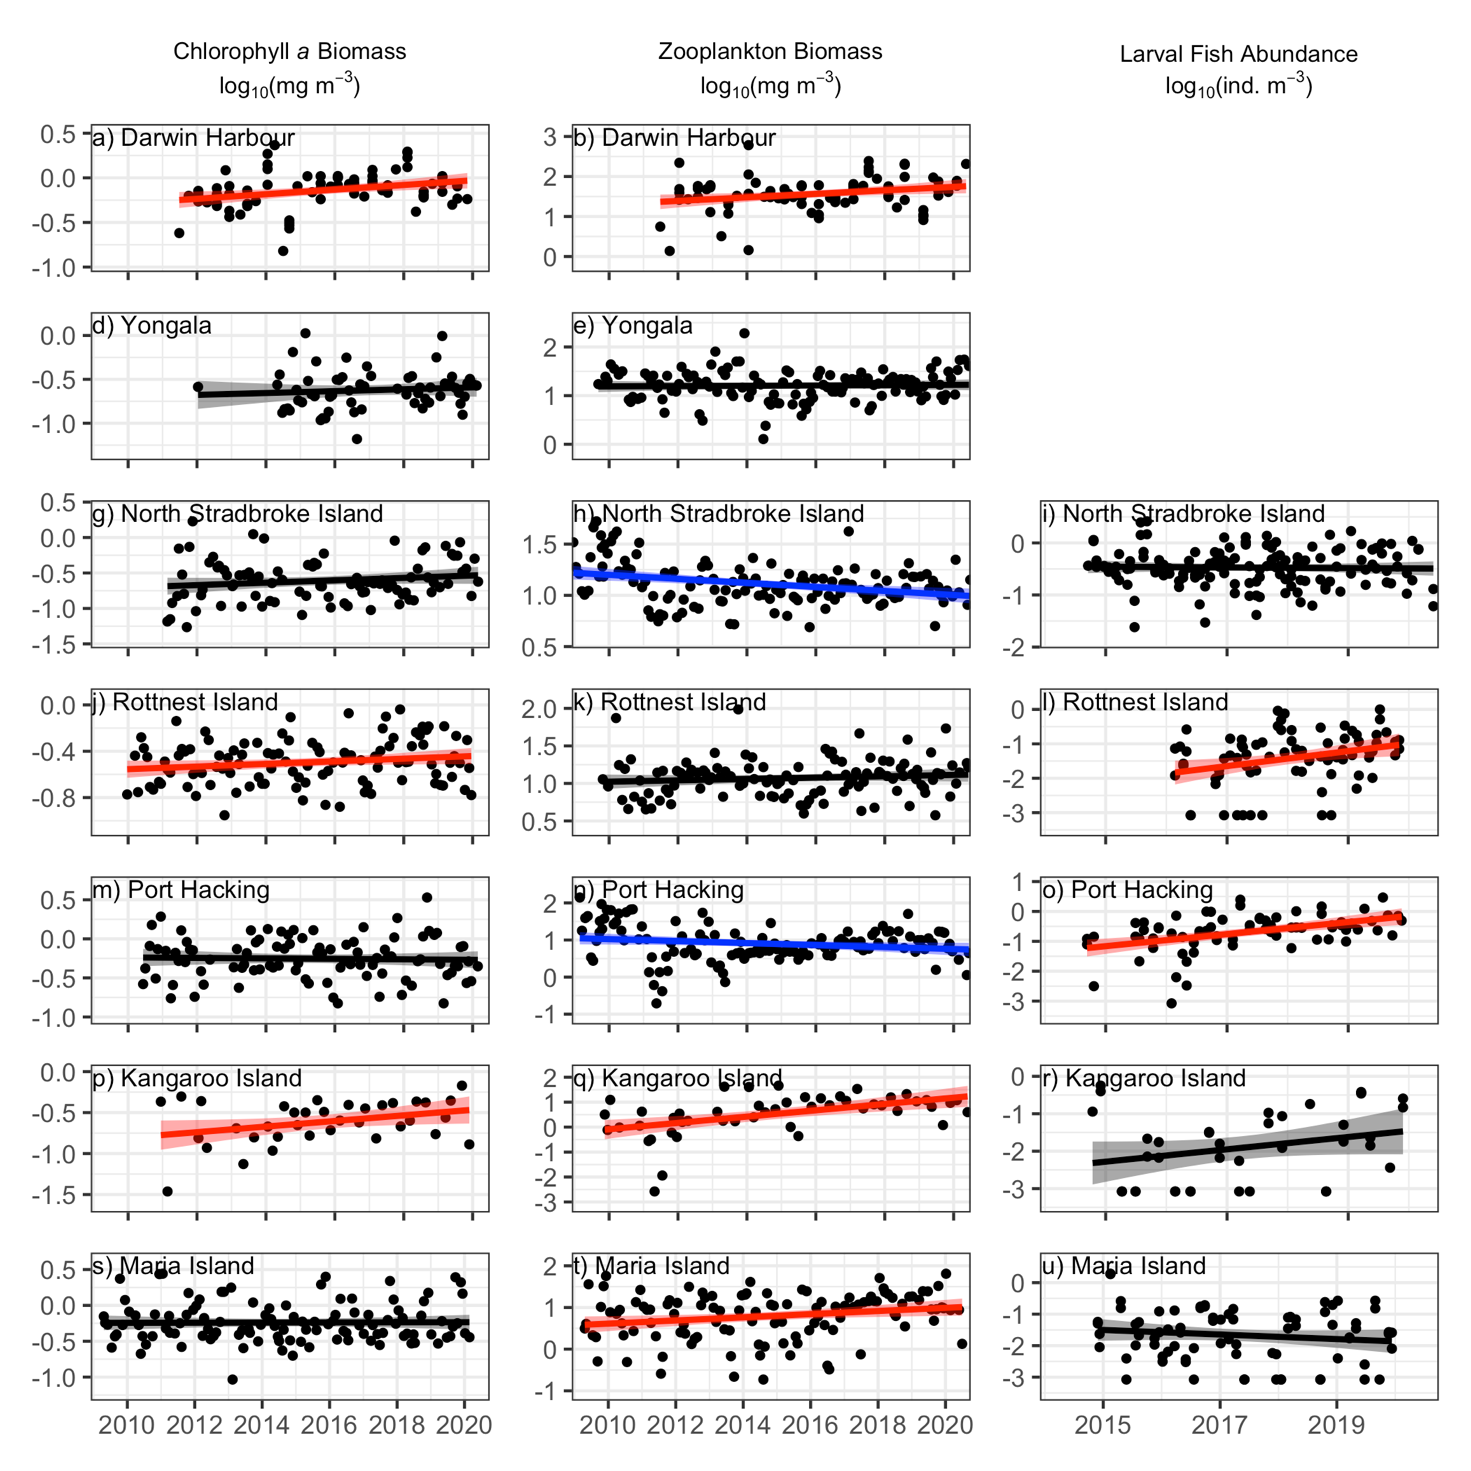 Chlorophyll a Biomass
log10(mg m−3)
Zooplankton Biomass
log10(mg m−3)
Larval Fish Abundance
log10(ind. m−3)
a) Darwin Harbour
0.5
0.0
-0.5
-1.0
b) Darwin Harbour
3
2
1
0
d) Yongala
0.0
-0.5
-1.0
e) Yongala
2
1
0
g) North Stradbroke Island
0.5
0.0
-0.5
-1.0
-1.5
h) North Stradbroke Island
1.5
1.0
0.5
i) North Stradbroke Island
0
-1
-2
j) Rottnest Island
0.0
-0.4
-0.8
k) Rottnest Island
2.0
1.5
1.0
0.5
l) Rottnest Island
0
-1
-2
-3
m) Port Hacking
0.5
0.0
-0.5
-1.0
n) Port Hacking
2
1
0
-1
o) Port Hacking
1
0
-1
-2
-3
p) Kangaroo Island
0.0
-0.5
-1.0
-1.5
q) Kangaroo Island
2
1
0
-1
-2
-3
r) Kangaroo Island
0
-1
-2
-3
s) Maria Island
0.5
0.0
-0.5
-1.0
2010 2012 2014 2016 2018 2020
t) Maria Island
2
1
0
-1
2010 2012 2014 2016 2018 2020
u) Maria Island
0
-1
-2
-3
2015 2017 2019